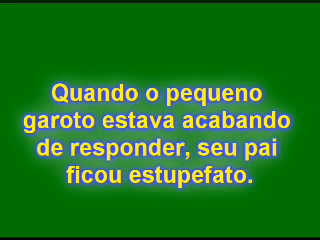 Quando o pequeno
garoto estava acabando
de responder, seu pai
ficou estupefato.